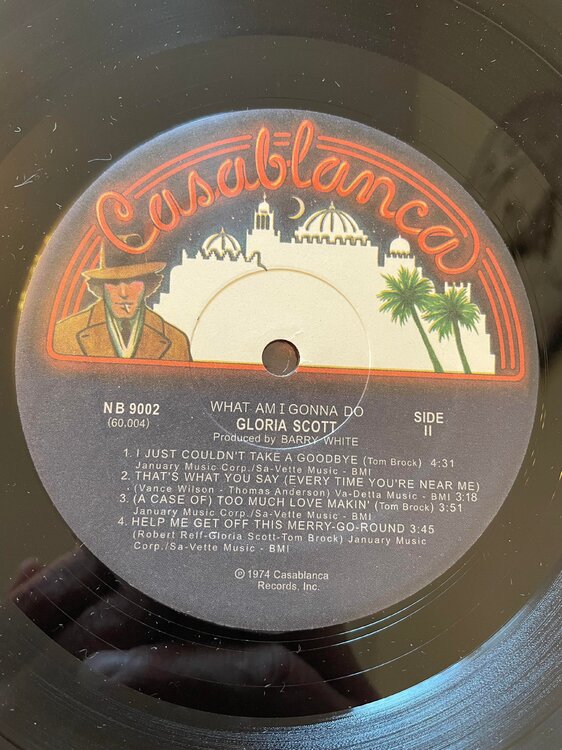 Casablanca
NB 9002
(60.004)
WHAT AM I GONNA DO
GLORIA SCOTT
Produced by BARRY WHITE
SIDE
II
1. I JUST COULDN'T TAKE A GOODBYE (Tom Brock) 4:31
January Music Corp./Sa-Vette Music - BMI
2. THAT'S WHAT YOU SAY (EVERY TIME YOU'RE NEAR ME)
(Vance Wilson - Thomas Anderson) Va-Detta Music - BMI 3:18
3. (A CASE OF) TOO MUCH LOVE MAKIN' (Tom Brock) 3:51
January Music Corp./Sa-Vette Music - BMI
4. HELP ME GET OFF THIS MERRY-GO-ROUND 3:45
(Robert Relf-Gloria Scott-Tom Brock) January Music
Corp./Sa-Vette Music - BMI
℗ 1974 Casablanca
Records, Inc.